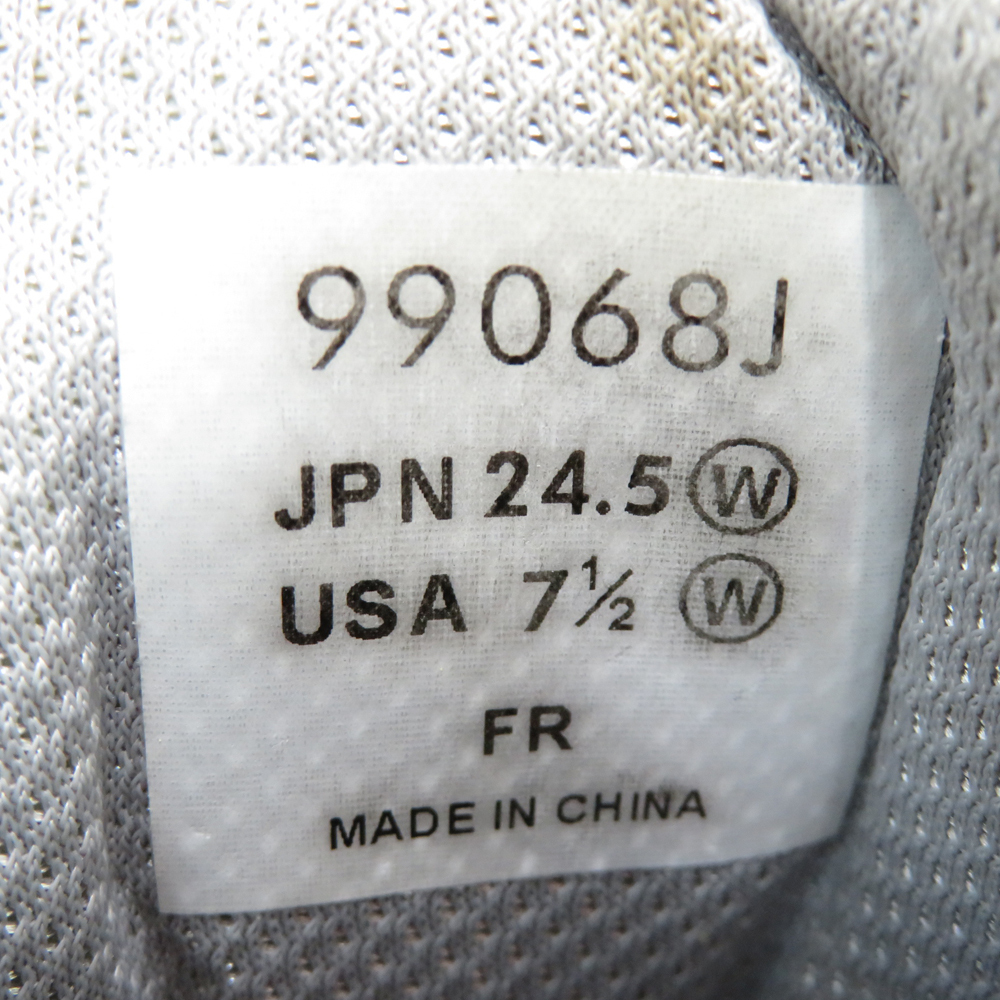 99068J
JPN 24.5 Ⓦ
USA 7½ Ⓦ
FR
MADE IN CHINA